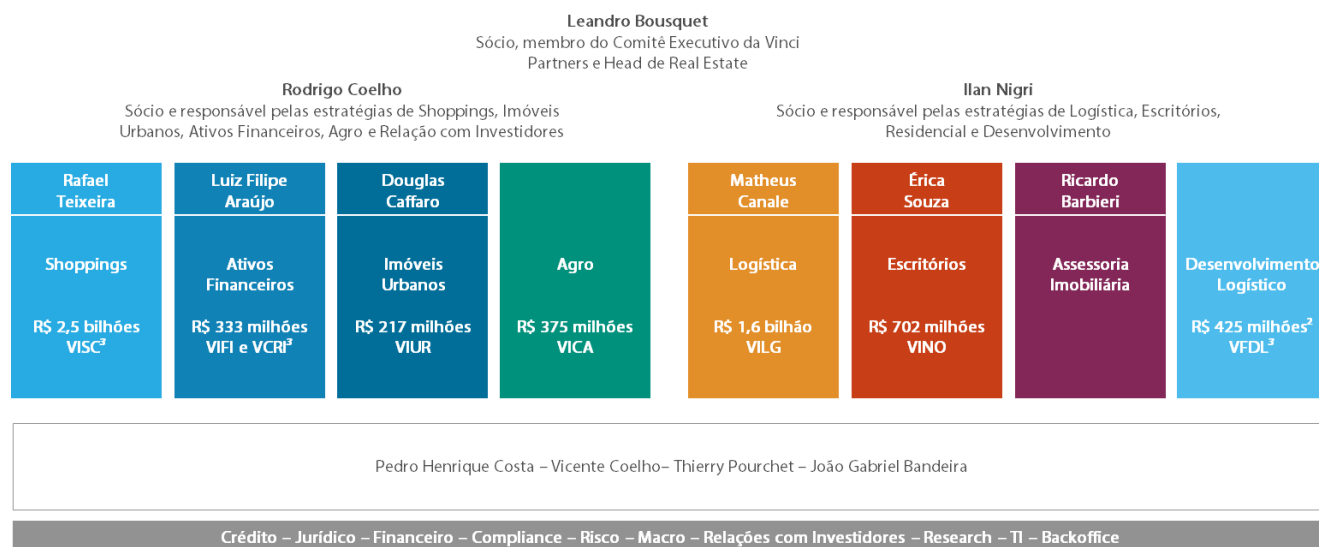 Leandro Bousquet
Sócio, membro do Comitê Executivo da Vinci
Partners e Head de Real Estate
Rodrigo Coelho
Sócio e responsável pelas estratégias de Shoppings, Imóveis
Urbanos, Ativos Financeiros, Agro e Relação com Investidores
Ilan Nigri
Sócio e responsável pelas estratégias de Logística, Escritórios,
Residencial e Desenvolvimento
Rafael
Teixeira
Shoppings
R$ 2,5 bilhões
VISC³
Luiz Filipe
Araújo
Ativos
Financeiros
R$ 333 milhões
VIFI e VCRI³
Douglas
Caffaro
Imóveis
Urbanos
R$ 217 milhões
VIUR
Agro
R$ 375 milhões
VICA
Matheus
Canale
Logística
R$ 1,6 bilhão
VILG
Érica
Souza
Escritórios
R$ 702 milhões
VINO
Ricardo
Barbieri
Assessoria
Imobiliária
Desenvolvimento
Logístico
R$ 425 milhões²
VFDL³
Pedro Henrique Costa – Vicente Coelho– Thierry Pourchet – João Gabriel Bandeira
Crédito – Jurídico – Financeiro – Compliance – Risco – Macro – Relações com Investidores – Research – TI – Backoffice